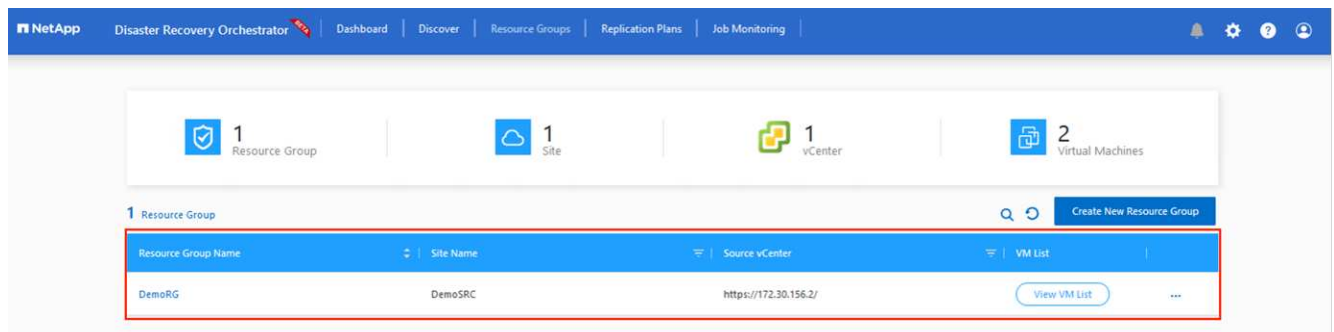 NetApp Disaster Recovery Orchestrator Dashboard Discover Resource Groups Replication Plans Job Monitoring
1 Resource Group
1 Site
1 vCenter
2 Virtual Machines
1 Resource Group Create New Resource Group
Resource Group Name Site Name Source vCenter VM List
DemoRG DemoSRC https://172.30.156.2/ View VM List